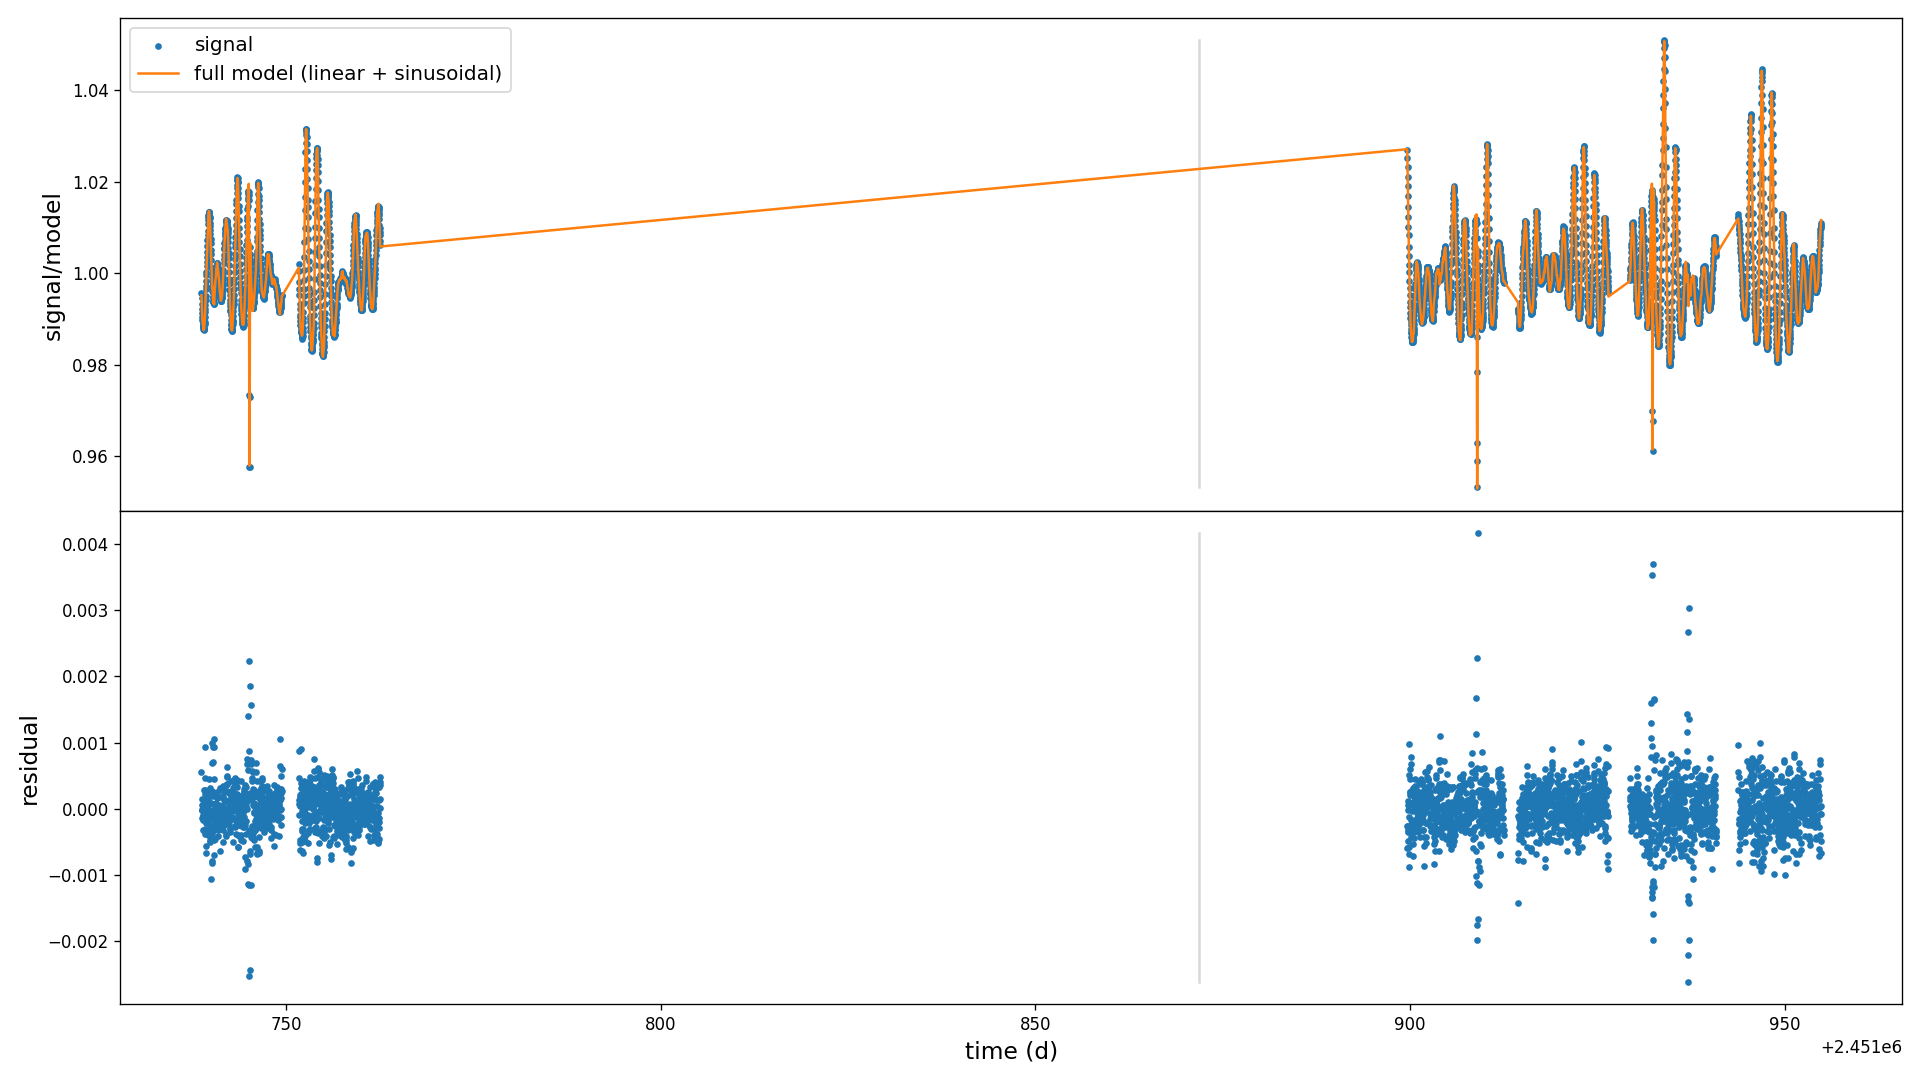 signal
full model (linear + sinusoidal)
signal/model
1.04
1.02
1.00
0.98
0.96
residual
0.004
0.003
0.002
0.001
0.000
−0.001
−0.002
750
800
850
900
950
time (d)
+2.451e6